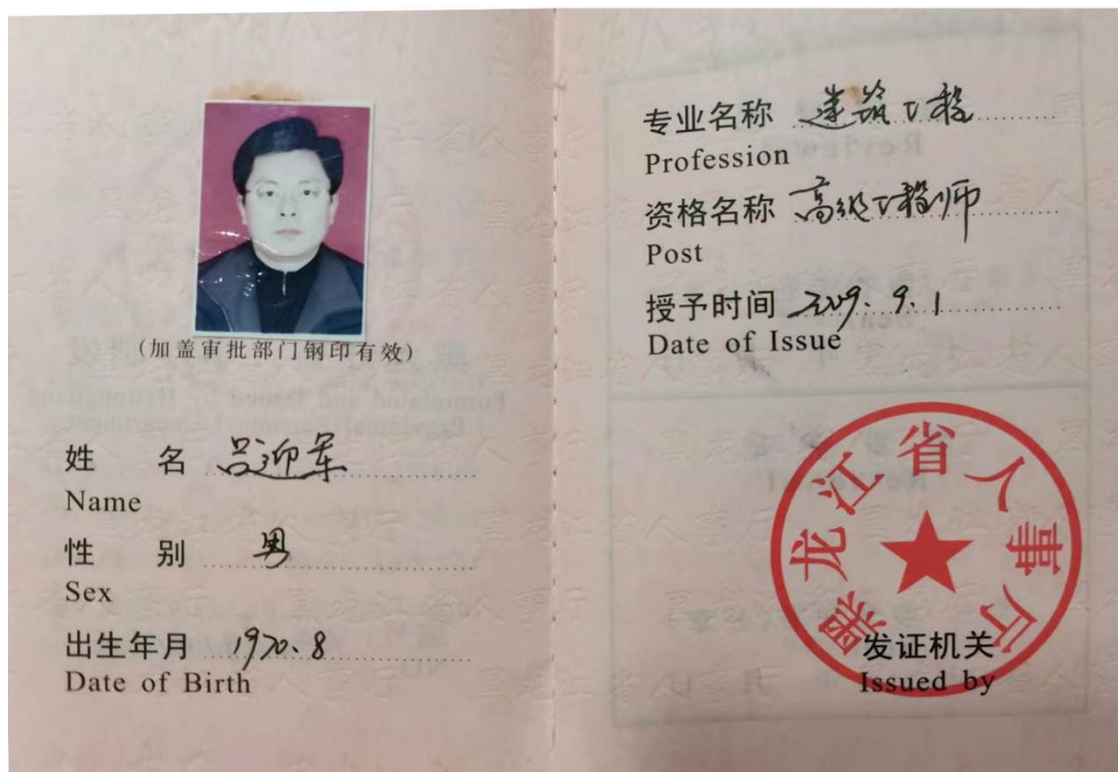 (加盖审批部门钢印有效)
姓 名 吕迎军
Name
性 别 男
Sex
出生年月 1970.8
Date of Birth
专业名称 建筑工程
Profession
资格名称 高级工程师
Post
授予时间 2009.9.1
Date of Issue
黑龙江省人事厅
发证机关
Issued by